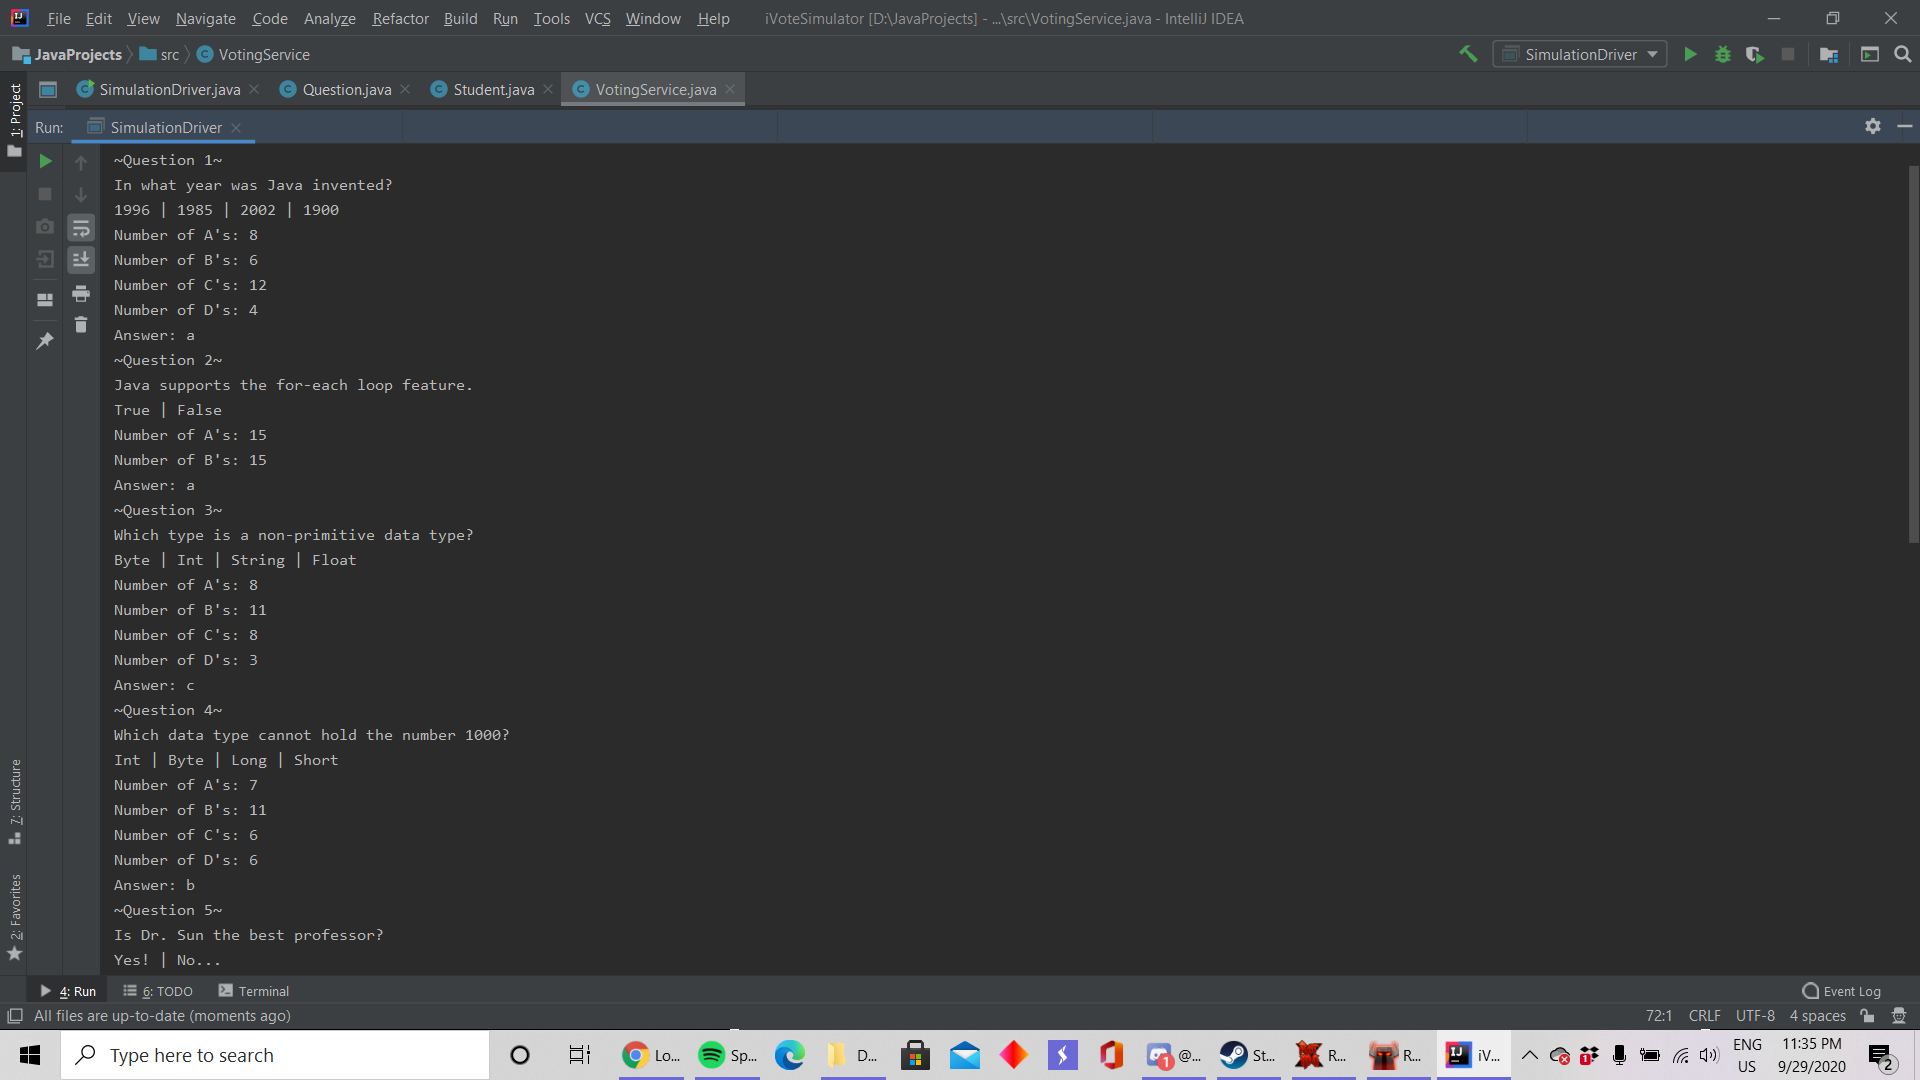 File Edit View Navigate Code Analyze Refactor Build Run Tools VCS Window Help iVoteSimulator [D:\JavaProjects] - ...\src\VotingService.java - IntelliJ IDEA
JavaProjects src VotingService SimulationDriver
SimulationDriver.java Question.java Student.java VotingService.java
1: Project
Run: SimulationDriver
~Question 1~
In what year was Java invented?
1996 | 1985 | 2002 | 1900
Number of A's: 8
Number of B's: 6
Number of C's: 12
Number of D's: 4
Answer: a
~Question 2~
Java supports the for-each loop feature.
True | False
Number of A's: 15
Number of B's: 15
Answer: a
~Question 3~
Which type is a non-primitive data type?
Byte | Int | String | Float
Number of A's: 8
Number of B's: 11
Number of C's: 8
Number of D's: 3
Answer: c
~Question 4~
Which data type cannot hold the number 1000?
Int | Byte | Long | Short
Number of A's: 7
Number of B's: 11
Number of C's: 6
Number of D's: 6
Answer: b
~Question 5~
Is Dr. Sun the best professor?
Yes! | No...
7: Structure
2: Favorites
4: Run 6: TODO Terminal Event Log
All files are up-to-date (moments ago) 72:1 CRLF UTF-8 4 spaces
Type here to search Lo... Sp... D... @... St... R... R... iV... ENG 11:35 PM
US 9/29/2020 2